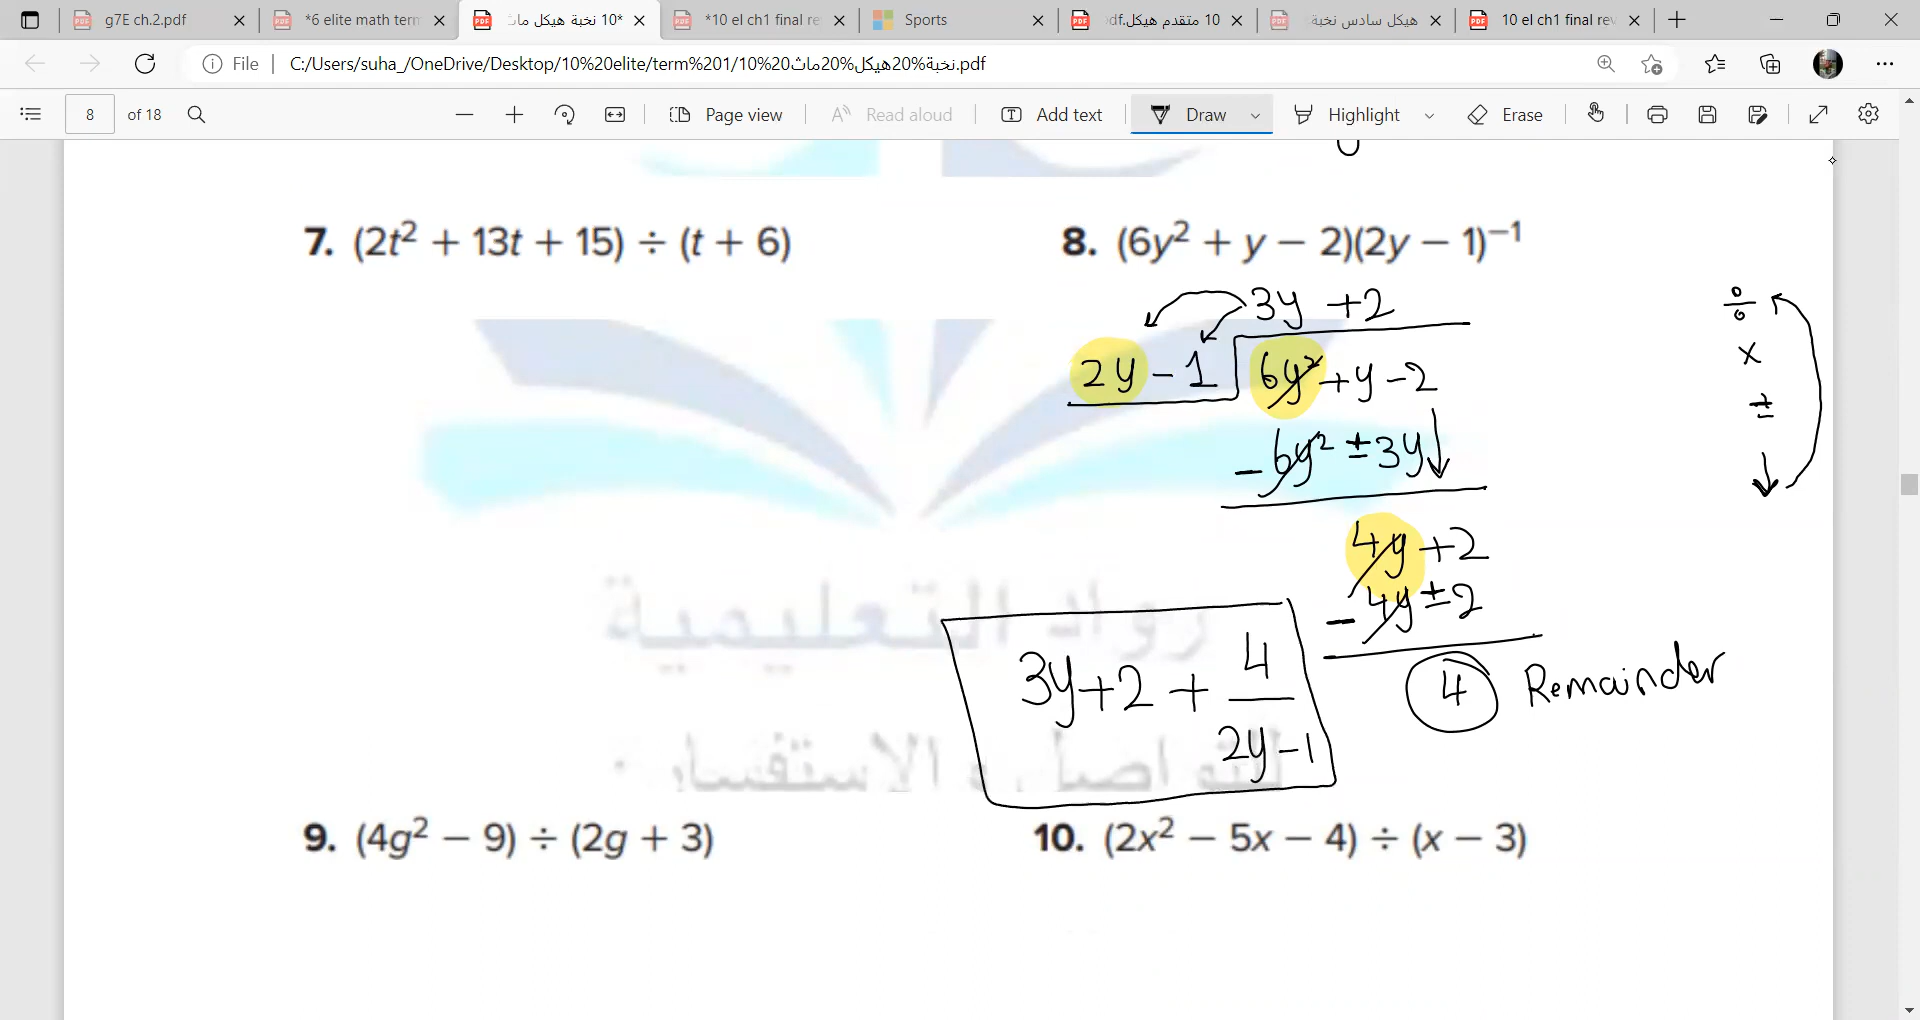 g7E ch.2.pdf
*6 elite math term
*10 نخبة هيكل ماث
*10 el ch1 final re
Sports
10 متقدم هيكل.pdf
هيكل سادس نخبة
10 el ch1 final rev
File
C:/Users/suha_/OneDrive/Desktop/10%20elite/term%201/10%20نخبة%20هيكل%20ماث.pdf
8 of 18
Page view
Read aloud
Add text
Draw
Highlight
Erase
7. (2t² + 13t + 15) ÷ (t + 6)
8. (6y² + y − 2)(2y − 1)⁻¹
3y +2
2y − 1 6y² + y − 2
− 6y² ± 3y
4y + 2
− 4y ± 2
4 Remainder
÷
x
∓
3y+2 + 4
2y−1
رواد التعليمية
للتواصل و الاستفسار :
9. (4g² − 9) ÷ (2g + 3)
10. (2x² − 5x − 4) ÷ (x − 3)